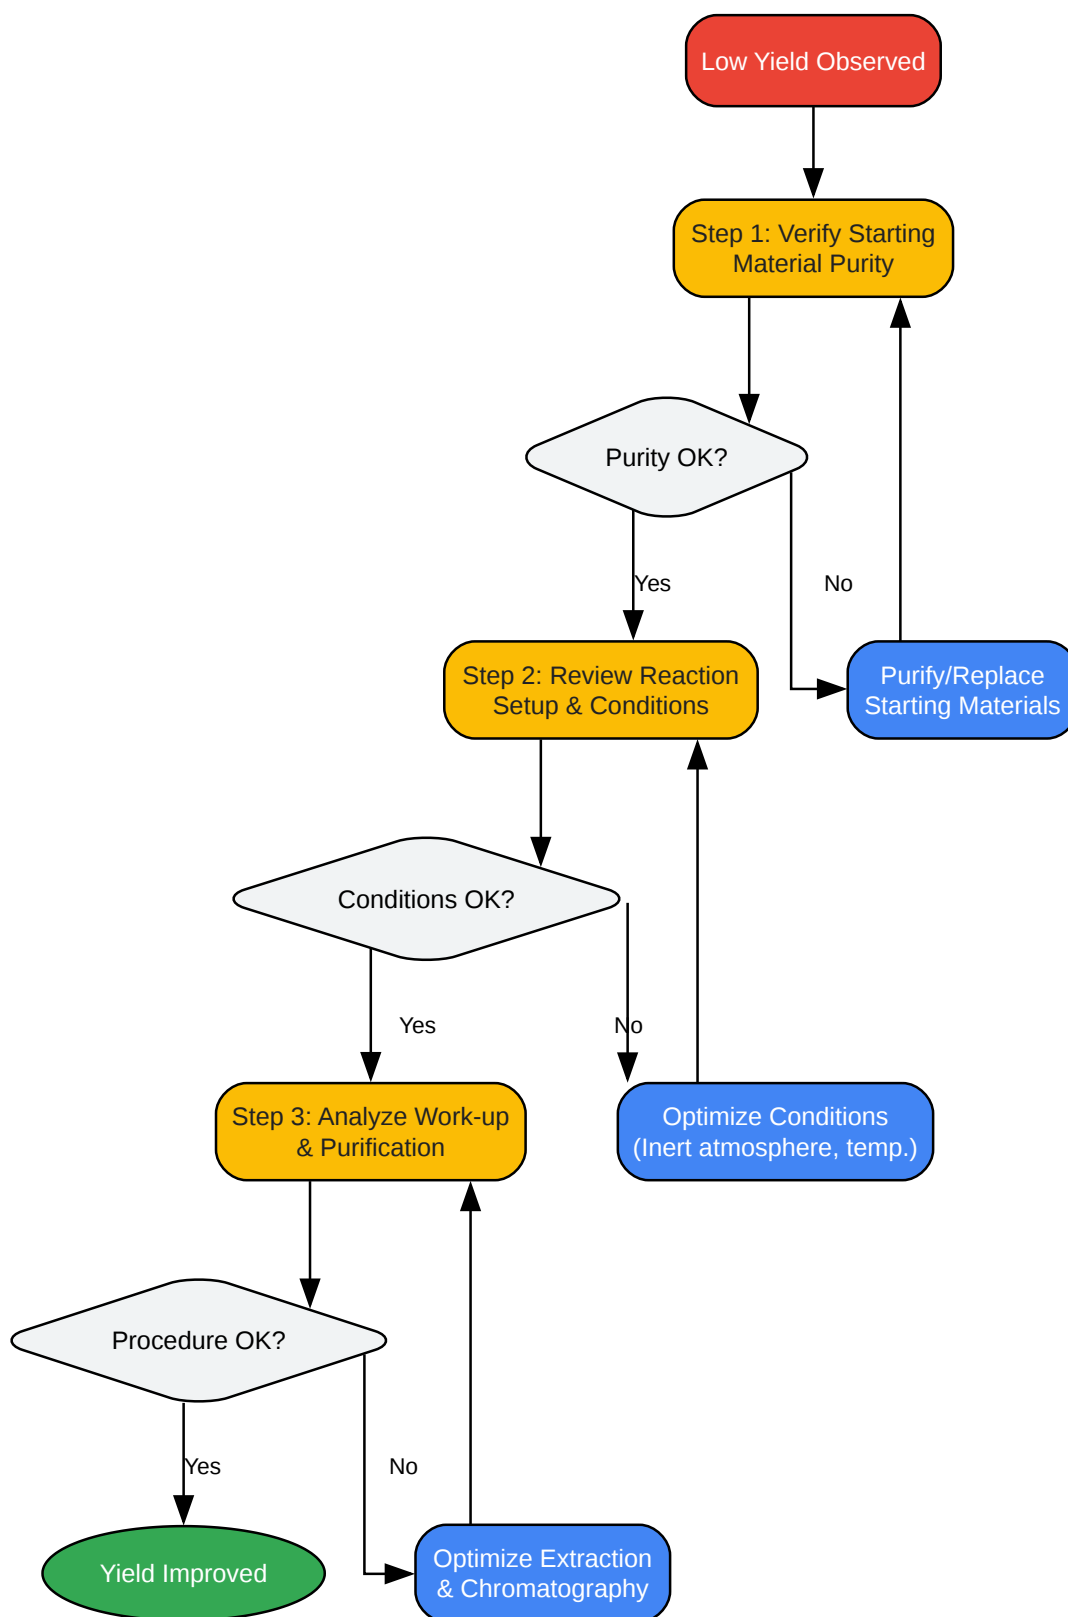 Low Yield Observed
Step 1: Verify Starting
Material Purity
Purity OK?
Yes
No
Step 2: Review Reaction
Setup & Conditions
Purify/Replace
Starting Materials
Conditions OK?
Yes
No
Step 3: Analyze Work-up
& Purification
Optimize Conditions
(Inert atmosphere, temp.)
Procedure OK?
Yes
No
Yield Improved
Optimize Extraction
& Chromatography